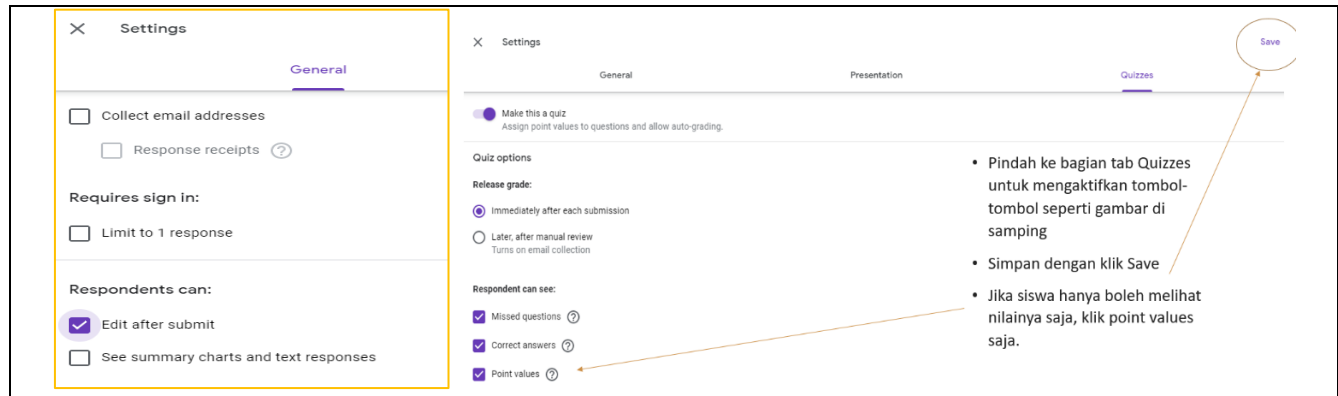 Settings
General
Collect email addresses
Response receipts
Requires sign in:
Limit to 1 response
Respondents can:
Edit after submit
See summary charts and text responses
Settings
Save
General
Presentation
Quizzes
Make this a quiz
Assign point values to questions and allow auto-grading.
Quiz options
Release grade:
Immediately after each submission
Later, after manual review
Turns on email collection
Respondent can see:
Missed questions
Correct answers
Point values
• Pindah ke bagian tab Quizzes
untuk mengaktifkan tombol-
tombol seperti gambar di
samping
• Simpan dengan klik Save
• Jika siswa hanya boleh melihat
nilainya saja, klik point values
saja.